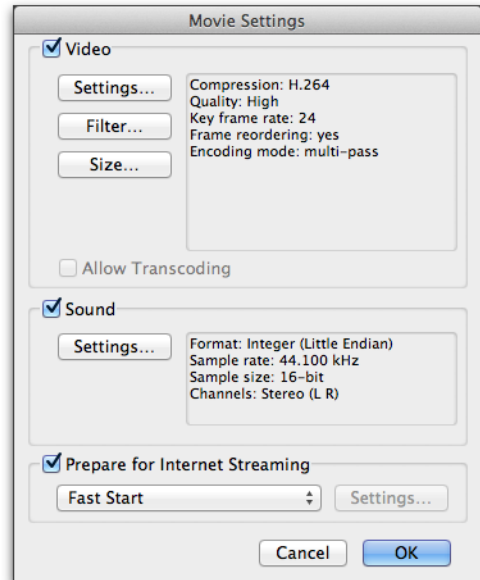 Movie Settings
Video
Settings...
Filter...
Size...
Compression: H.264
Quality: High
Key frame rate: 24
Frame reordering: yes
Encoding mode: multi-pass
Allow Transcoding
Sound
Settings...
Format: Integer (Little Endian)
Sample rate: 44.100 kHz
Sample size: 16-bit
Channels: Stereo (L R)
Prepare for Internet Streaming
Fast Start
Settings...
Cancel
OK